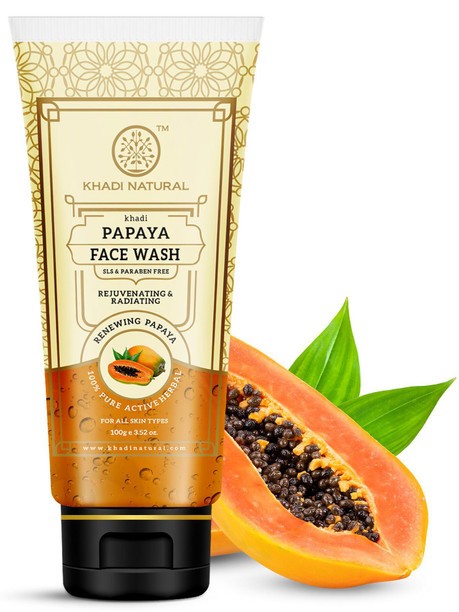 TM
KHADI NATURAL
khadi
PAPAYA
FACE WASH
SLS & PARABEN FREE
REJUVENATING &
RADIATING
RENEWING PAPAYA
100% PURE ACTIVE HERBAL
FOR ALL SKIN TYPES
100g e 3.52 oz.
www.khadinatural.com